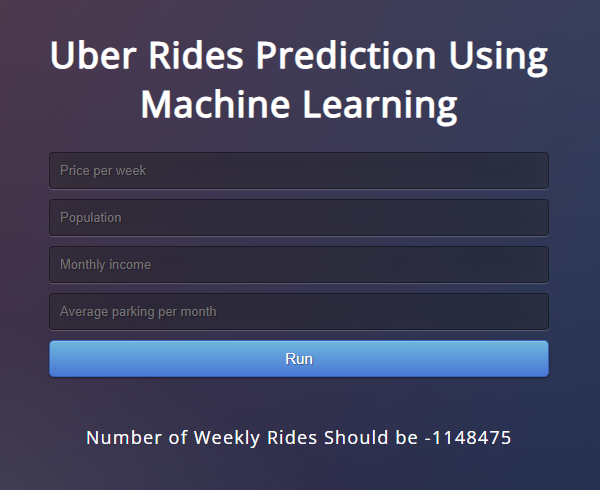 Uber Rides Prediction Using
Machine Learning
Price per week
Population
Monthly income
Average parking per month
Run
Number of Weekly Rides Should be -1148475